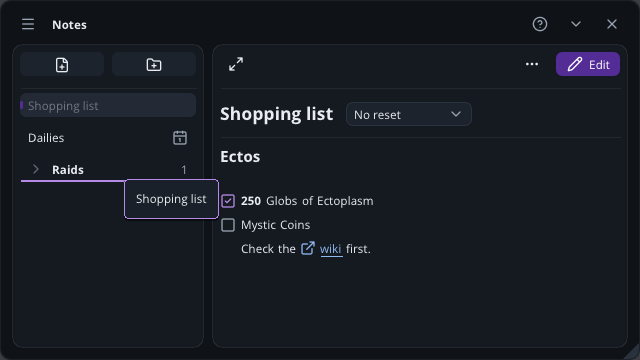 Notes
Shopping list
Dailies
Raids 1
Shopping list
Edit
Shopping list
No reset
Ectos
250 Globs of Ectoplasm
Mystic Coins
Check the wiki first.